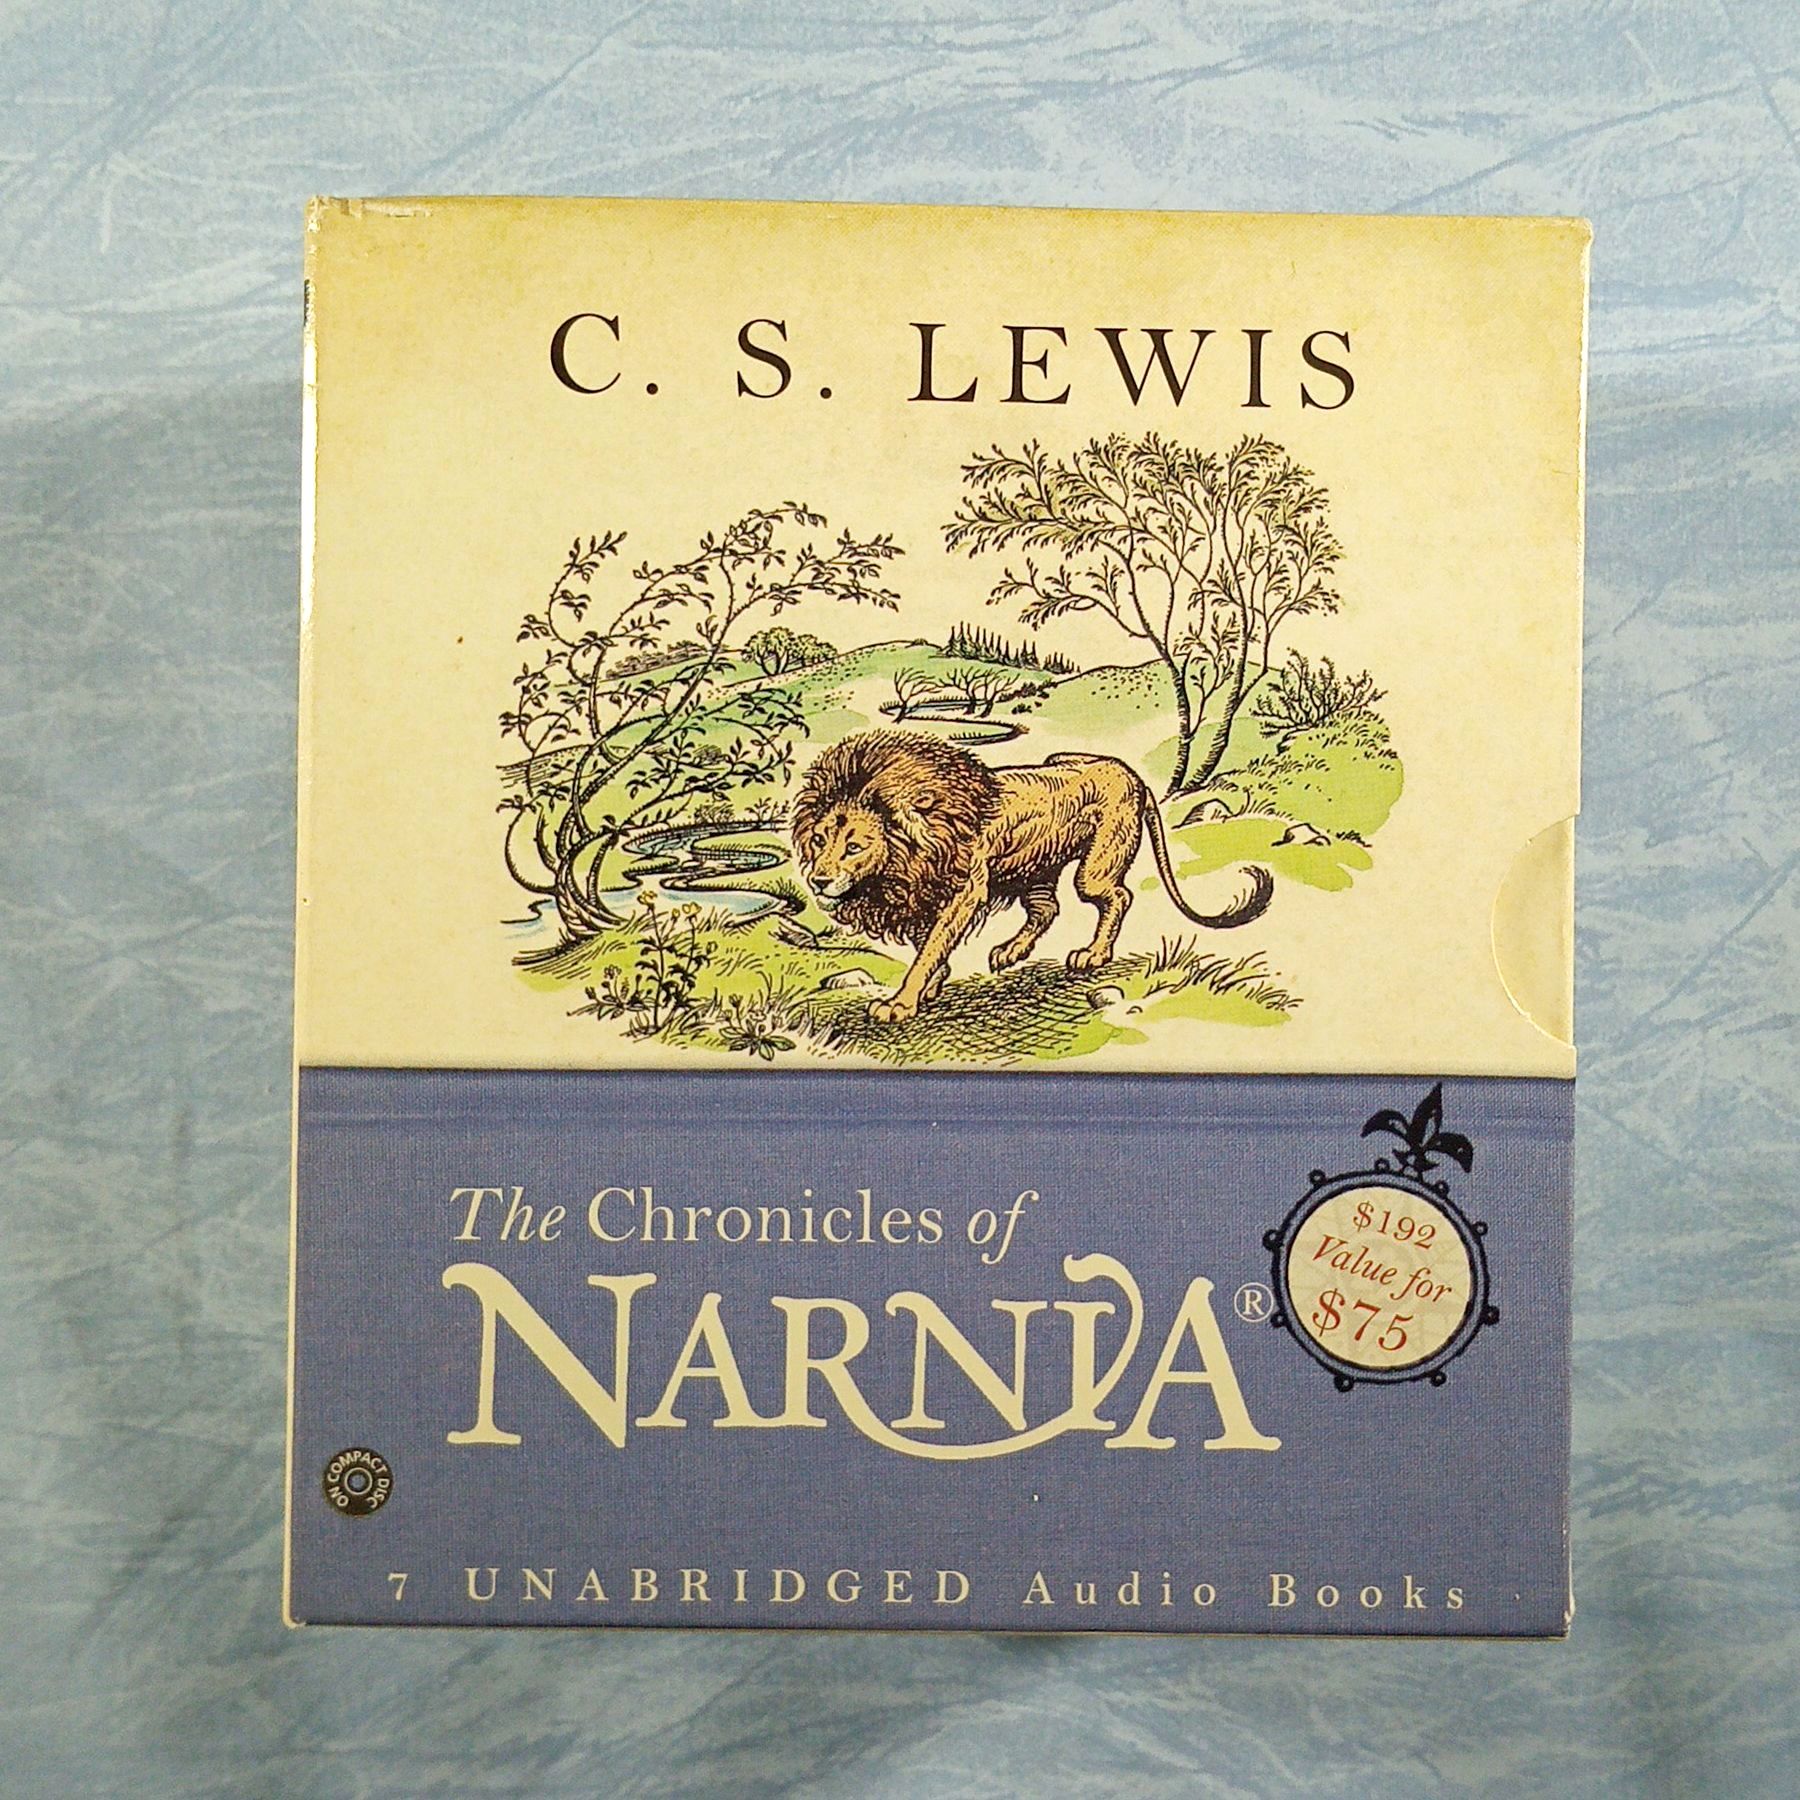 C. S. LEWIS
The Chronicles of
NARNIA®
$192
Value for
$75
ON COMPACT DISC
7 UNABRIDGED Audio Books